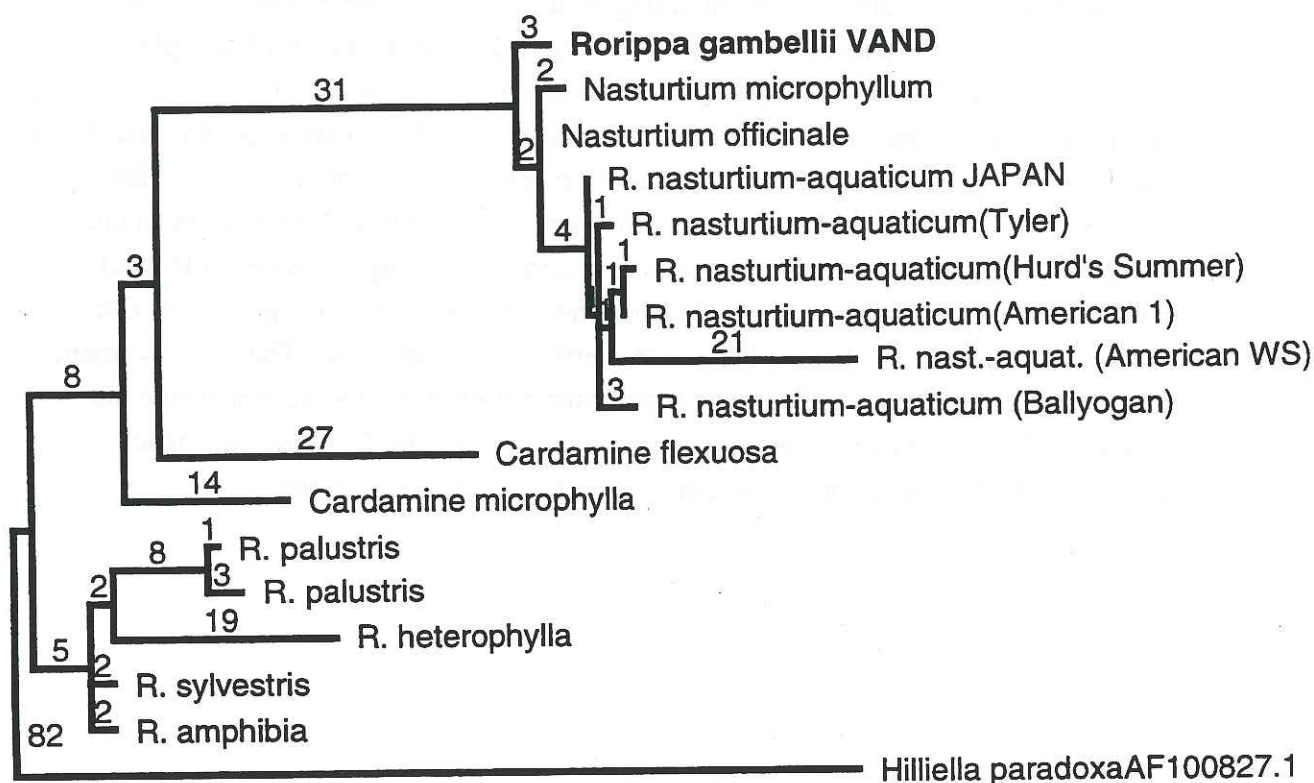 3
Rorippa gambellii VAND
2
Nasturtium microphyllum
31
Nasturtium officinale
2
R. nasturtium-aquaticum JAPAN
1
R. nasturtium-aquaticum(Tyler)
4
1
R. nasturtium-aquaticum(Hurd's Summer)
3
1
R. nasturtium-aquaticum(American 1)
1
21
R. nast.-aquat. (American WS)
8
3
R. nasturtium-aquaticum (Ballyogan)
27
Cardamine flexuosa
14
Cardamine microphylla
1
R. palustris
8
3
R. palustris
2
19
R. heterophylla
5
2
R. sylvestris
2
R. amphibia
82
Hilliella paradoxaAF100827.1